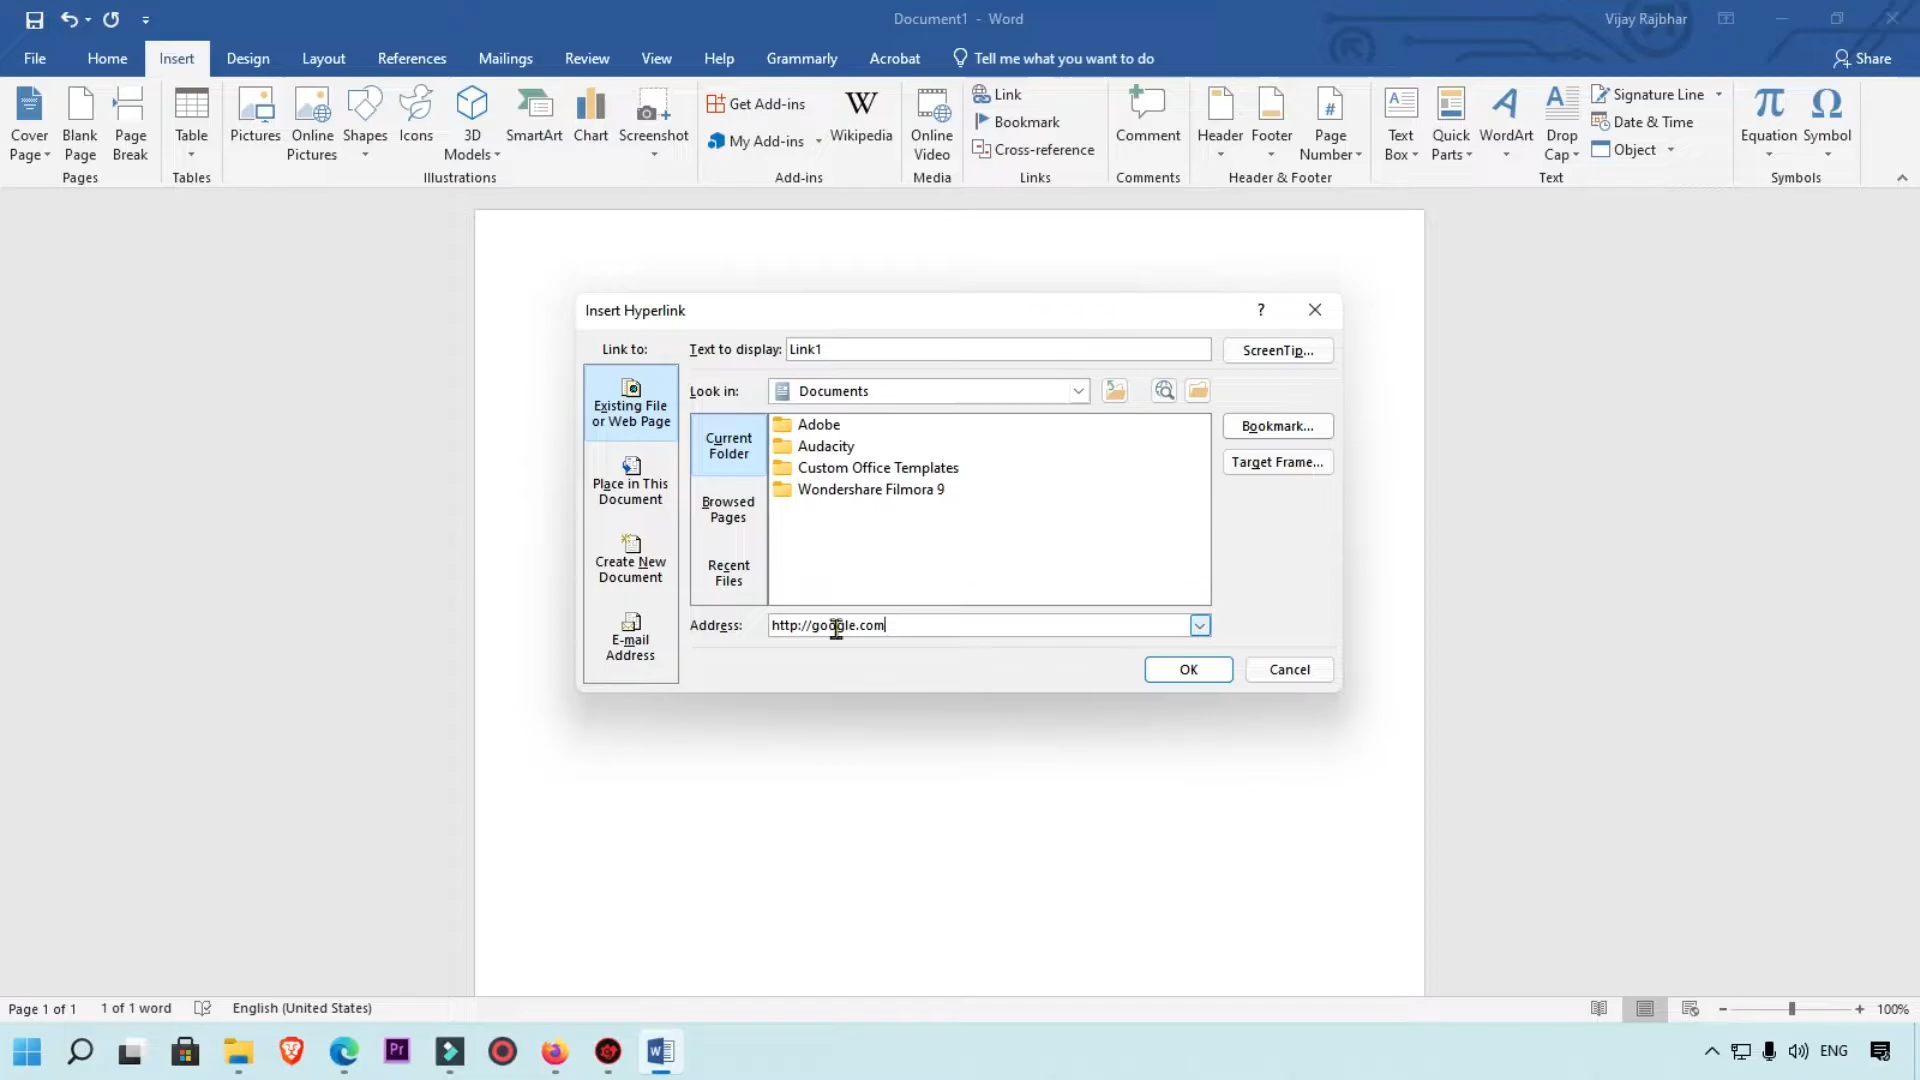 Document1 - Word
Vijay Rajbhar
File Home Insert Design Layout References Mailings Review View Help Grammarly Acrobat Tell me what you want to do Share
Cover Page
Blank Page
Page Break
Pages
Table
Tables
Pictures
Online Pictures
Shapes
Icons
3D Models
SmartArt
Chart
Screenshot
Illustrations
Get Add-ins
My Add-ins
W
Wikipedia
Add-ins
Online Video
Media
Link
Bookmark
Cross-reference
Links
Comment
Comments
Header
Footer
#
Page Number
Header & Footer
A
Text Box
Quick Parts
A
WordArt
A
Drop Cap
Signature Line
Date & Time
Object
Text
π
Equation
Ω
Symbol
Symbols
Insert Hyperlink
?
Link to:
Text to display: Link1
ScreenTip...
Existing File
or Web Page
Place in This
Document
Create New
Document
E-mail
Address
Look in: Documents
Current
Folder
Browsed
Pages
Recent
Files
Adobe
Audacity
Custom Office Templates
Wondershare Filmora 9
Bookmark...
Target Frame...
Address: http://google.com
OK
Cancel
Page 1 of 1 1 of 1 word English (United States)
100%
Pr
W
ENG